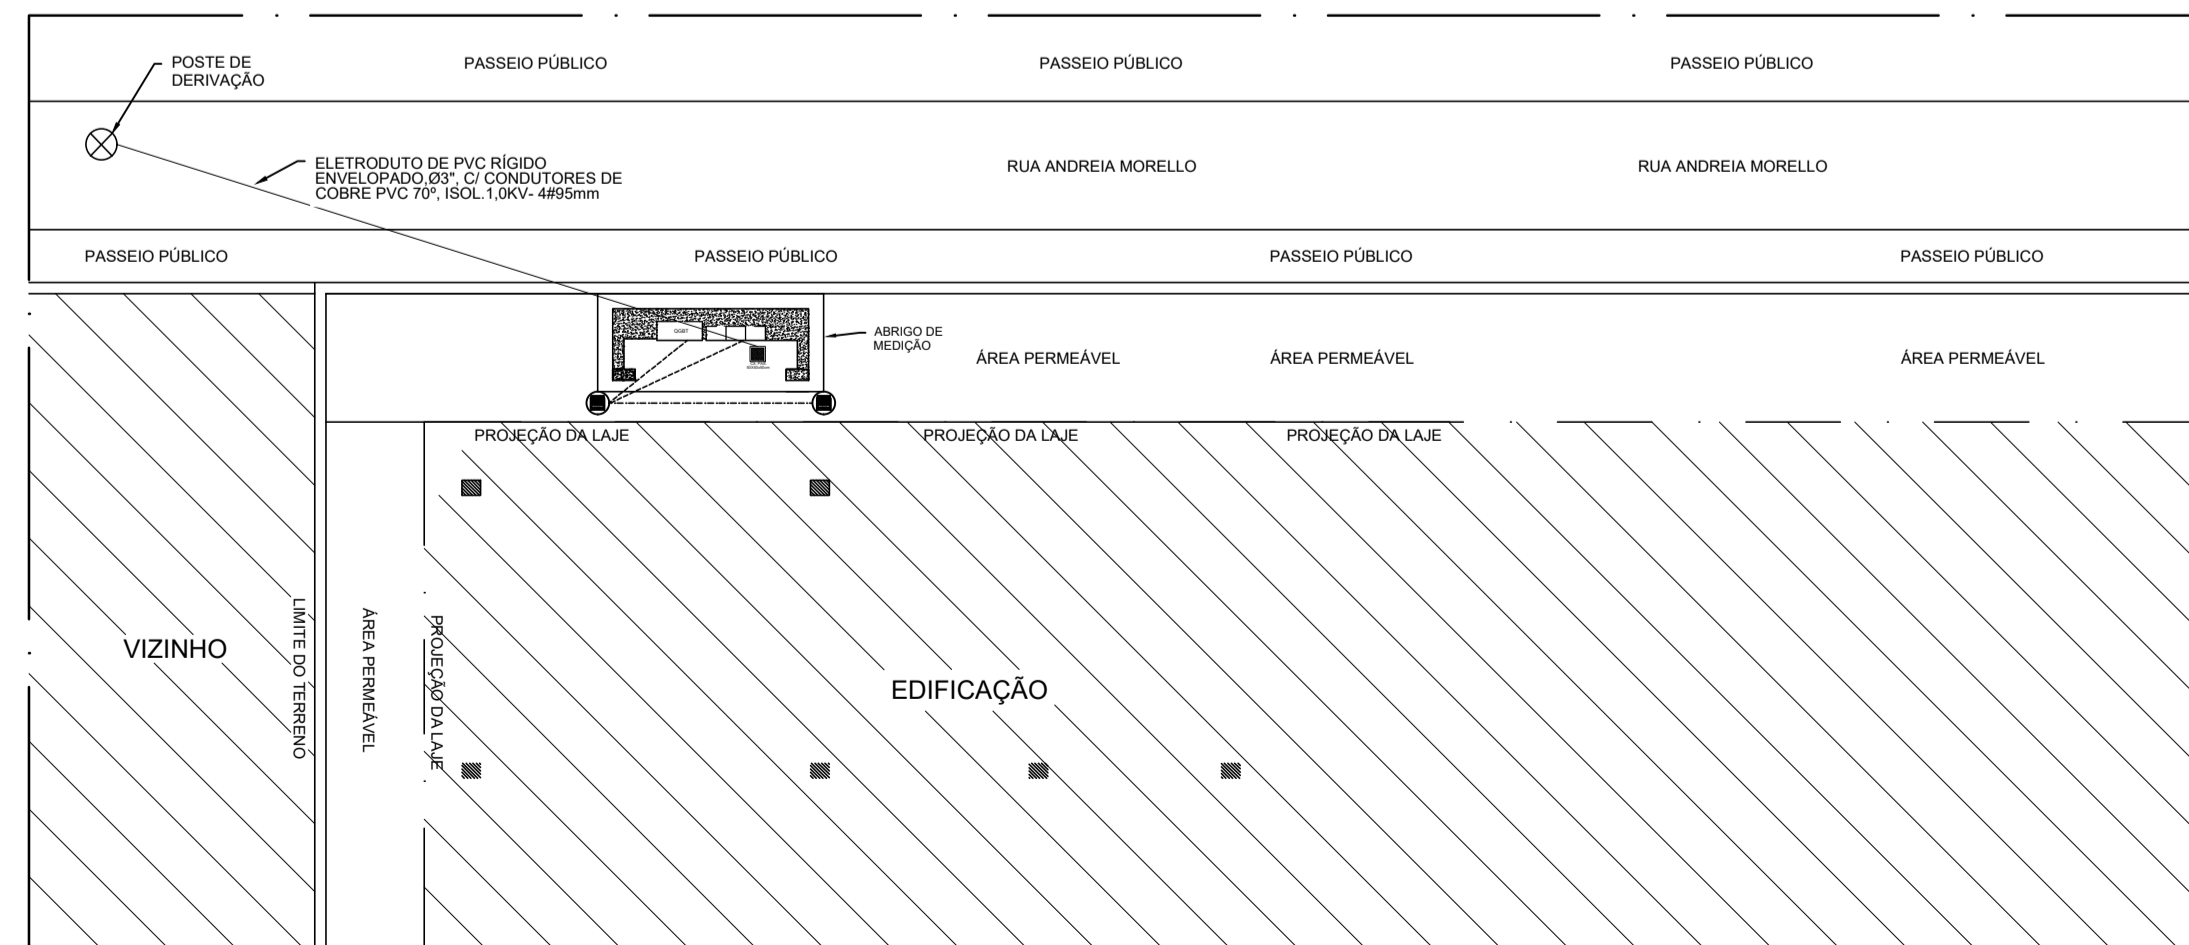 POSTE DE
DERIVAÇÃO
PASSEIO PÚBLICO
PASSEIO PÚBLICO
PASSEIO PÚBLICO
ELETRODUTO DE PVC RÍGIDO
ENVELOPADO,Ø3", C/ CONDUTORES DE
COBRE PVC 70º, ISOL.1,0KV- 4#95mm
RUA ANDREIA MORELLO
RUA ANDREIA MORELLO
PASSEIO PÚBLICO
PASSEIO PÚBLICO
PASSEIO PÚBLICO
PASSEIO PÚBLICO
QGBT
ABRIGO DE
MEDIÇÃO
ÁREA PERMEÁVEL
ÁREA PERMEÁVEL
ÁREA PERMEÁVEL
PROJEÇÃO DA LAJE
PROJEÇÃO DA LAJE
PROJEÇÃO DA LAJE
VIZINHO
LIMITE DO TERRENO
ÁREA PERMEÁVEL
PROJEÇÃO DA LAJE
EDIFICAÇÃO